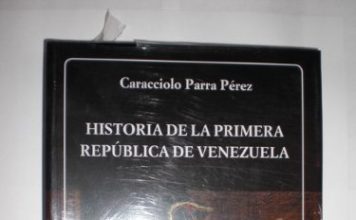 Caracciolo Parra Pérez
HISTORIA DE LA PRIMERA
REPÚBLICA DE VENEZUELA